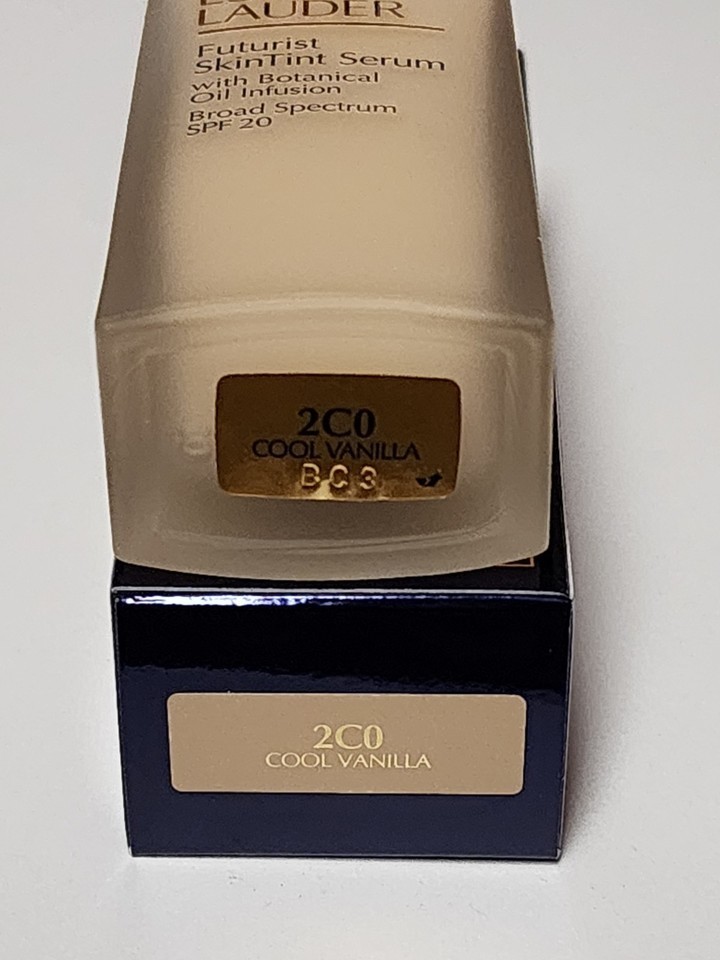 LAUDER
Futurist
SkinTint Serum
with Botanical
Oil Infusion
Broad Spectrum
SPF 20
2C0
COOL VANILLA
BC3
2C0
COOL VANILLA